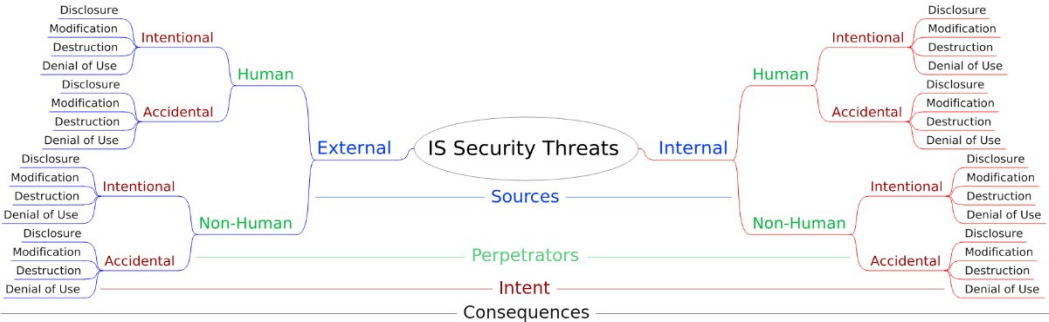 IS Security Threats
External
Human
Intentional
Disclosure
Modification
Destruction
Denial of Use
Accidental
Disclosure
Modification
Destruction
Denial of Use
Non-Human
Intentional
Disclosure
Modification
Destruction
Denial of Use
Accidental
Disclosure
Modification
Destruction
Denial of Use
Internal
Human
Intentional
Disclosure
Modification
Destruction
Denial of Use
Accidental
Disclosure
Modification
Destruction
Denial of Use
Non-Human
Intentional
Disclosure
Modification
Destruction
Denial of Use
Accidental
Disclosure
Modification
Destruction
Denial of Use
Sources
Perpetrators
Intent
Consequences